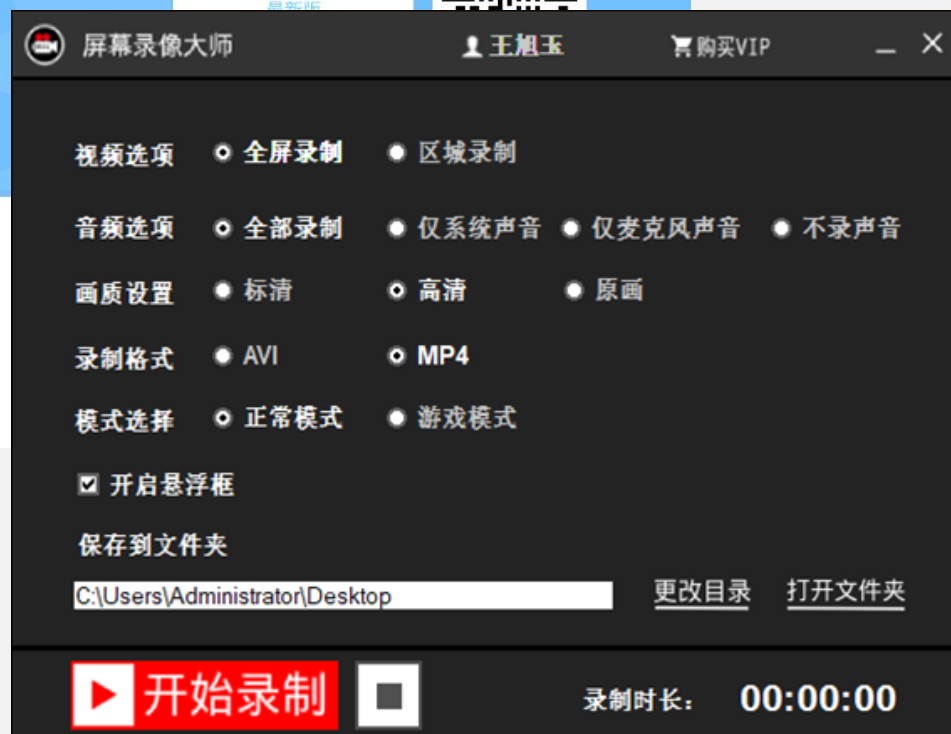 最新版
屏幕录像大师 王旭玉 购买VIP
视频选项 全屏录制 区域录制
音频选项 全部录制 仅系统声音 仅麦克风声音 不录声音
画质设置 标清 高清 原画
录制格式 AVI MP4
模式选择 正常模式 游戏模式
开启悬浮框
保存到文件夹
C:\Users\Administrator\Desktop 更改目录 打开文件夹
开始录制 录制时长： 00:00:00